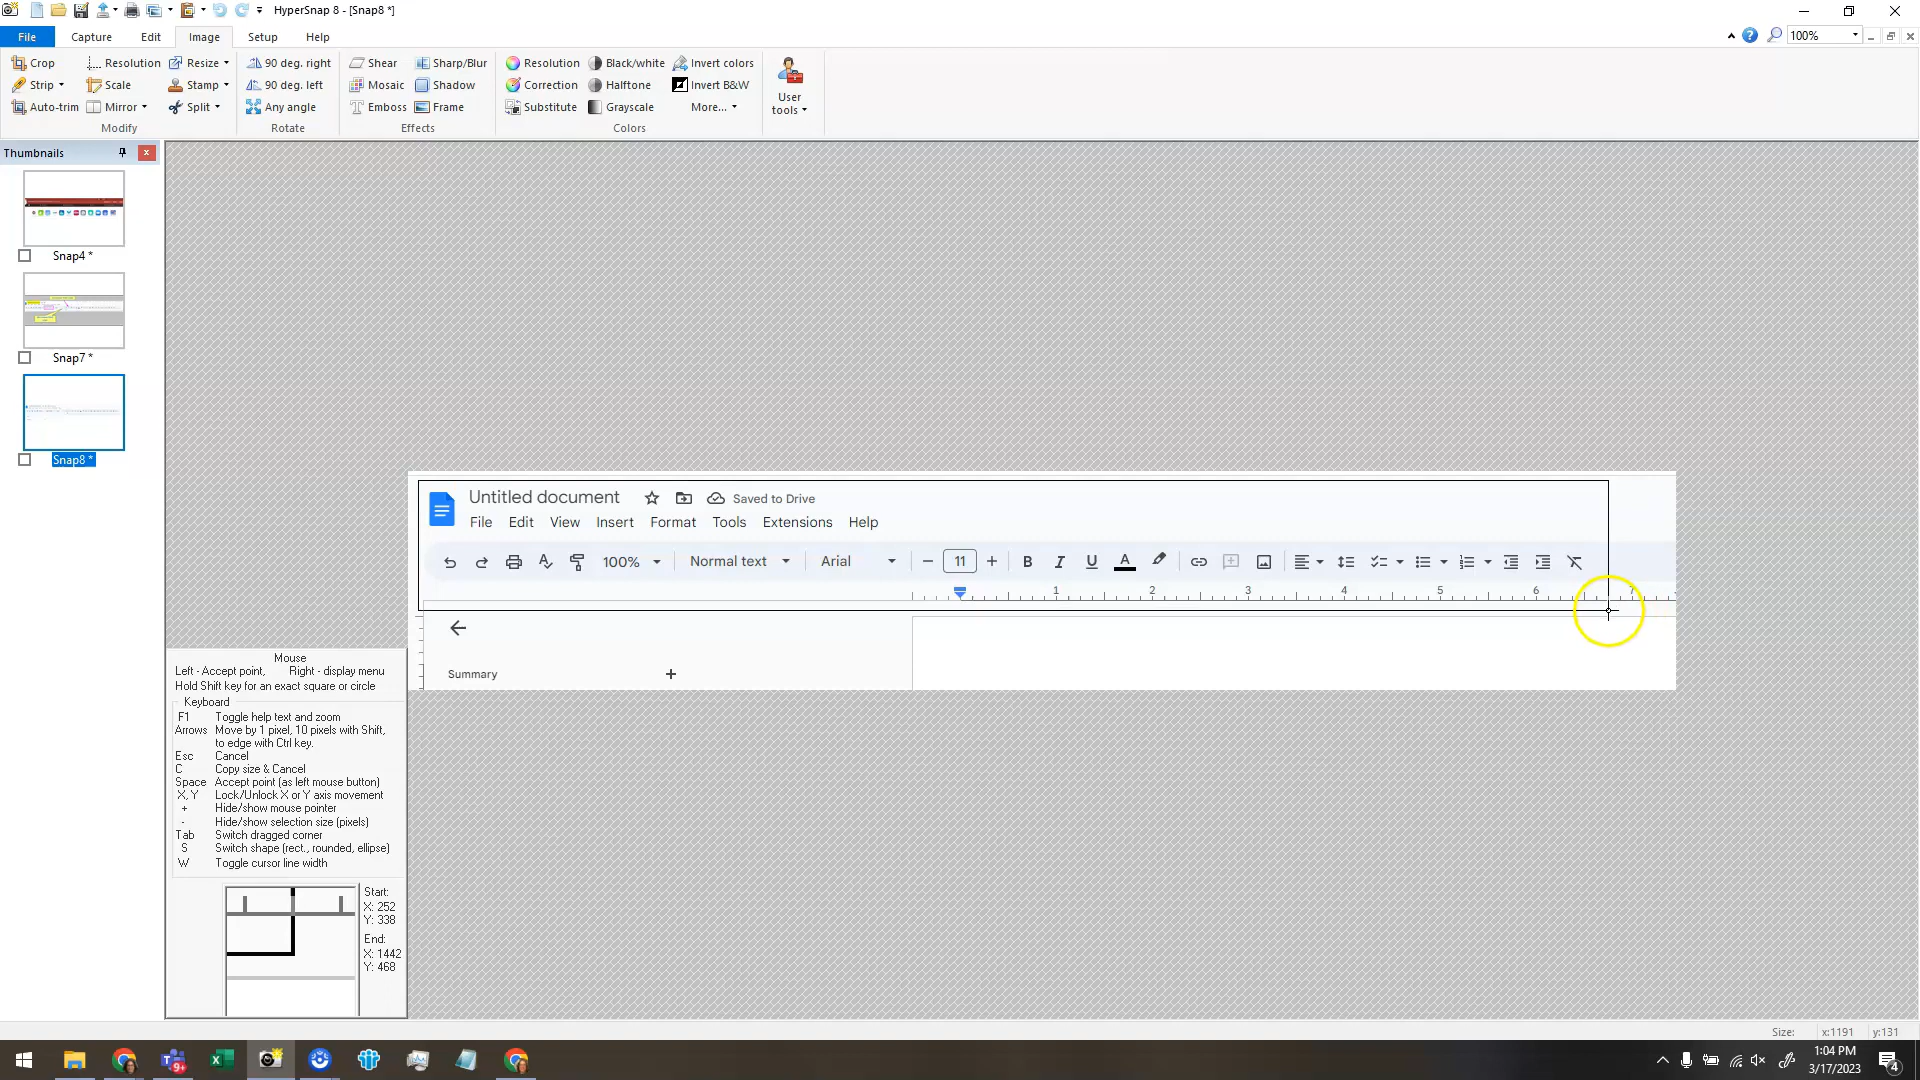 HyperSnap 8 - [Snap8 *]
File Capture Edit Image Setup Help
100%
Crop Resolution Resize 90 deg. right Shear Sharp/Blur Resolution Black/white Invert colors
Strip Scale Stamp 90 deg. left Mosaic Shadow Correction Halftone Invert B&W
Auto-trim Mirror Split Any angle Emboss Frame Substitute Grayscale More...
User tools
Modify Rotate Effects Colors
Thumbnails
Snap4 *
Snap7 *
Snap8 *
Untitled document Saved to Drive
File Edit View Insert Format Tools Extensions Help
100% Normal text Arial 11 B I U A
1 2 3 4 5 6 7
Summary
Mouse
Left - Accept point, Right - display menu
Hold Shift key for an exact square or circle
Keyboard
F1 Toggle help text and zoom
Arrows Move by 1 pixel, 10 pixels with Shift,
to edge with Ctrl key.
Esc Cancel
C Copy size & Cancel
Space Accept point (as left mouse button)
X, Y Lock/Unlock X or Y axis movement
+ Hide/show mouse pointer
- Hide/show selection size (pixels)
Tab Switch dragged corner
S Switch shape (rect., rounded, ellipse)
W Toggle cursor line width
Start:
X: 252
Y: 338
End:
X: 1442
Y: 468
Size: x:1191 y:131
9+
1:04 PM
3/17/2023
4